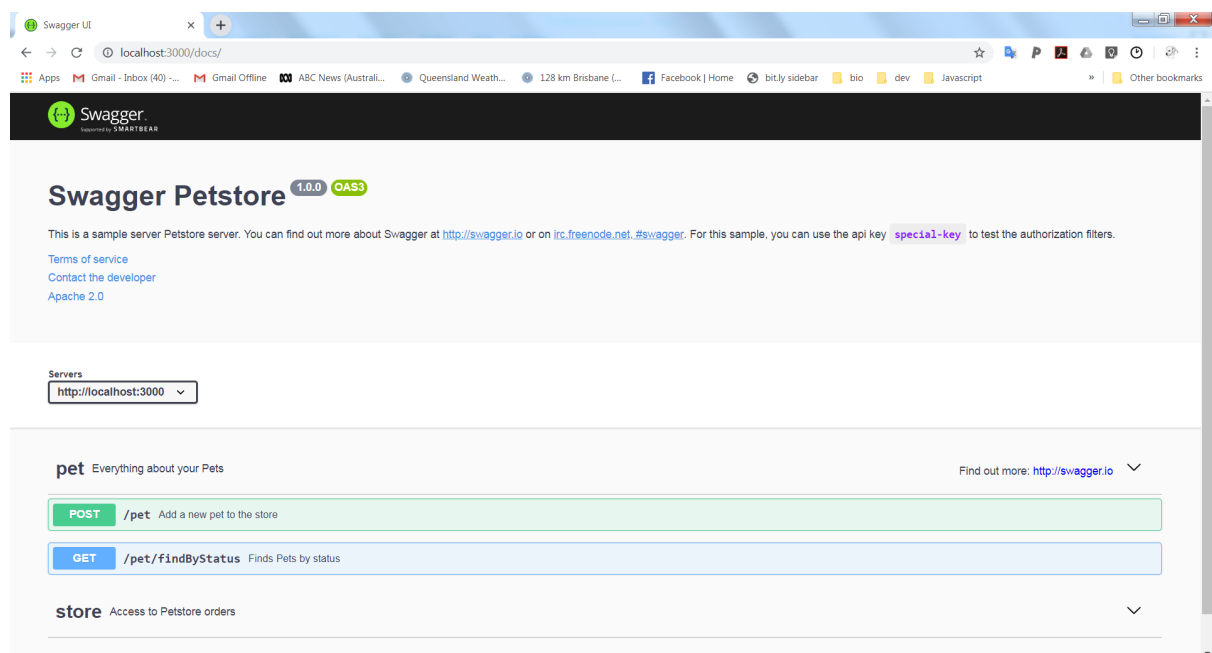 Swagger UI
localhost:3000/docs/
Apps Gmail - Inbox (40) -... Gmail Offline ABC News (Australi... Queensland Weath... 128 km Brisbane (... Facebook | Home bit.ly sidebar bio dev Javascript » Other bookmarks
Swagger.
Supported by SMARTBEAR
Swagger Petstore 1.0.0 OAS3
This is a sample server Petstore server. You can find out more about Swagger at http://swagger.io or on irc.freenode.net, #swagger. For this sample, you can use the api key special-key to test the authorization filters.
Terms of service
Contact the developer
Apache 2.0
Servers
http://localhost:3000
pet Everything about your Pets Find out more: http://swagger.io
POST /pet Add a new pet to the store
GET /pet/findByStatus Finds Pets by status
store Access to Petstore orders